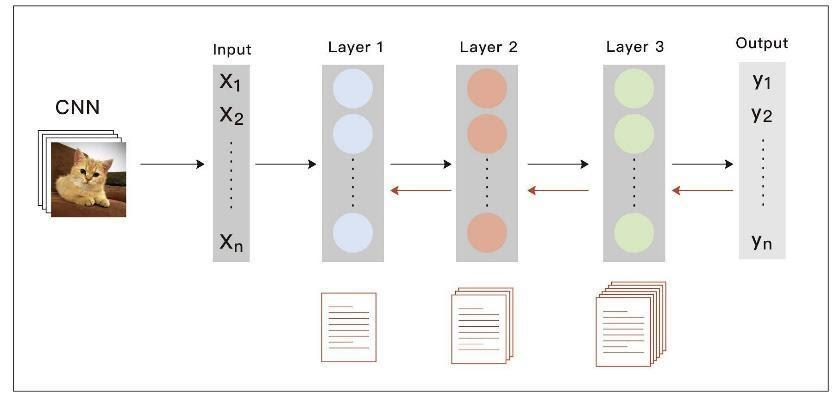 CNN
Input
X1
X2
Xn
Layer 1
Layer 2
Layer 3
Output
y1
y2
yn